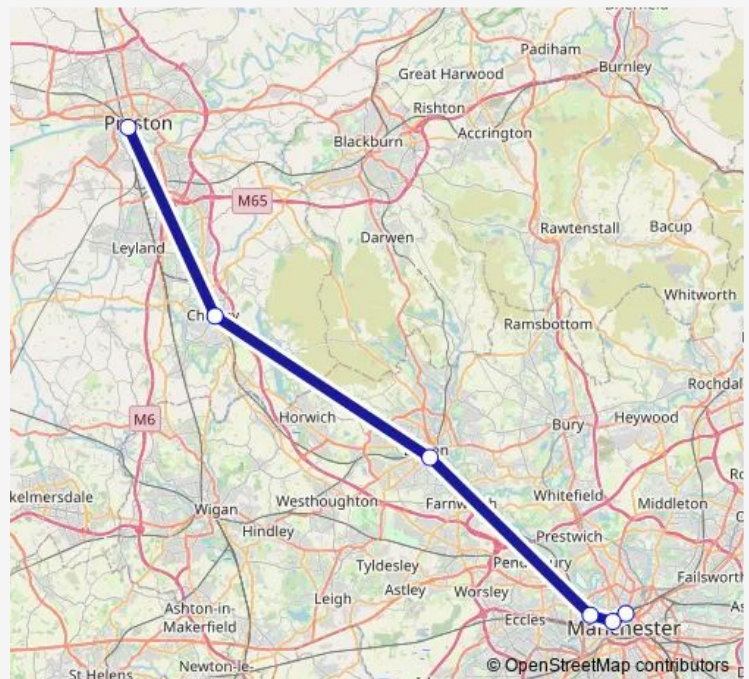 Padiham
Burnley
Great Harwood
Rishton
Preston
Accrington
Blackburn
M65
Rawtenstall
Bacup
Darwen
Leyland
Whitworth
Ramsbottom
M6
Horwich
Bury
Heywood
kelmersdale
Westhoughton
Whitefield
Middleton
Wigan
Hindley
Prestwich
Tyldesley
Failsworth
Astley
Worsley
Leigh
Ashton-in-
Makerfield
Eccles
Manchester
Newton-le-
St Helens
© OpenStreetMap contributors